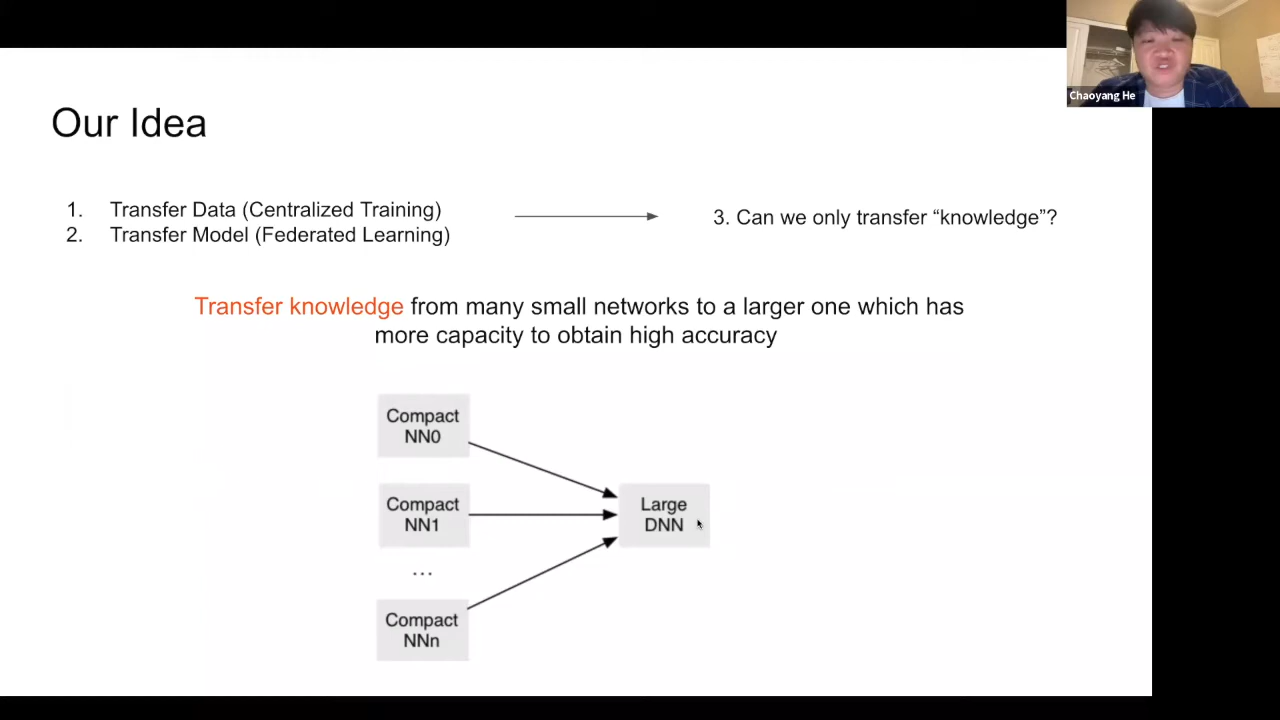 Chaoyang He
Our Idea
1. Transfer Data (Centralized Training)
2. Transfer Model (Federated Learning)
3. Can we only transfer “knowledge”?
Transfer knowledge from many small networks to a larger one which has
more capacity to obtain high accuracy
Compact
NN0
Compact
NN1
...
Compact
NNn
Large
DNN